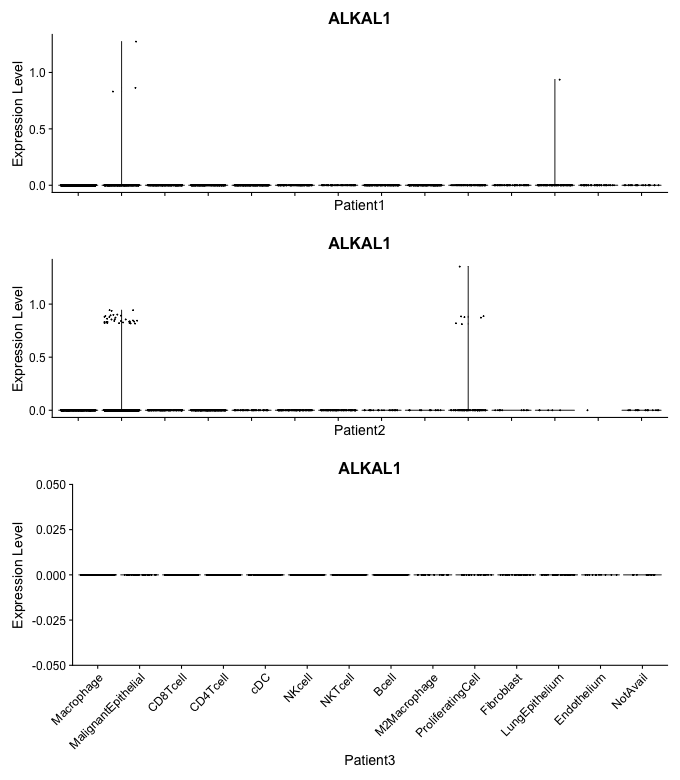 ALKAL1
Expression Level
1.0
0.5
0.0
Patient1
ALKAL1
Expression Level
1.0
0.5
0.0
Patient2
ALKAL1
Expression Level
0.050
0.025
0.000
-0.025
-0.050
Macrophage
MalignantEpithelial
CD8Tcell
CD4Tcell
cDC
NKcell
NKTcell
Bcell
M2Macrophage
ProliferatingCell
Fibroblast
LungEpithelium
Endothelium
NotAvail
Patient3